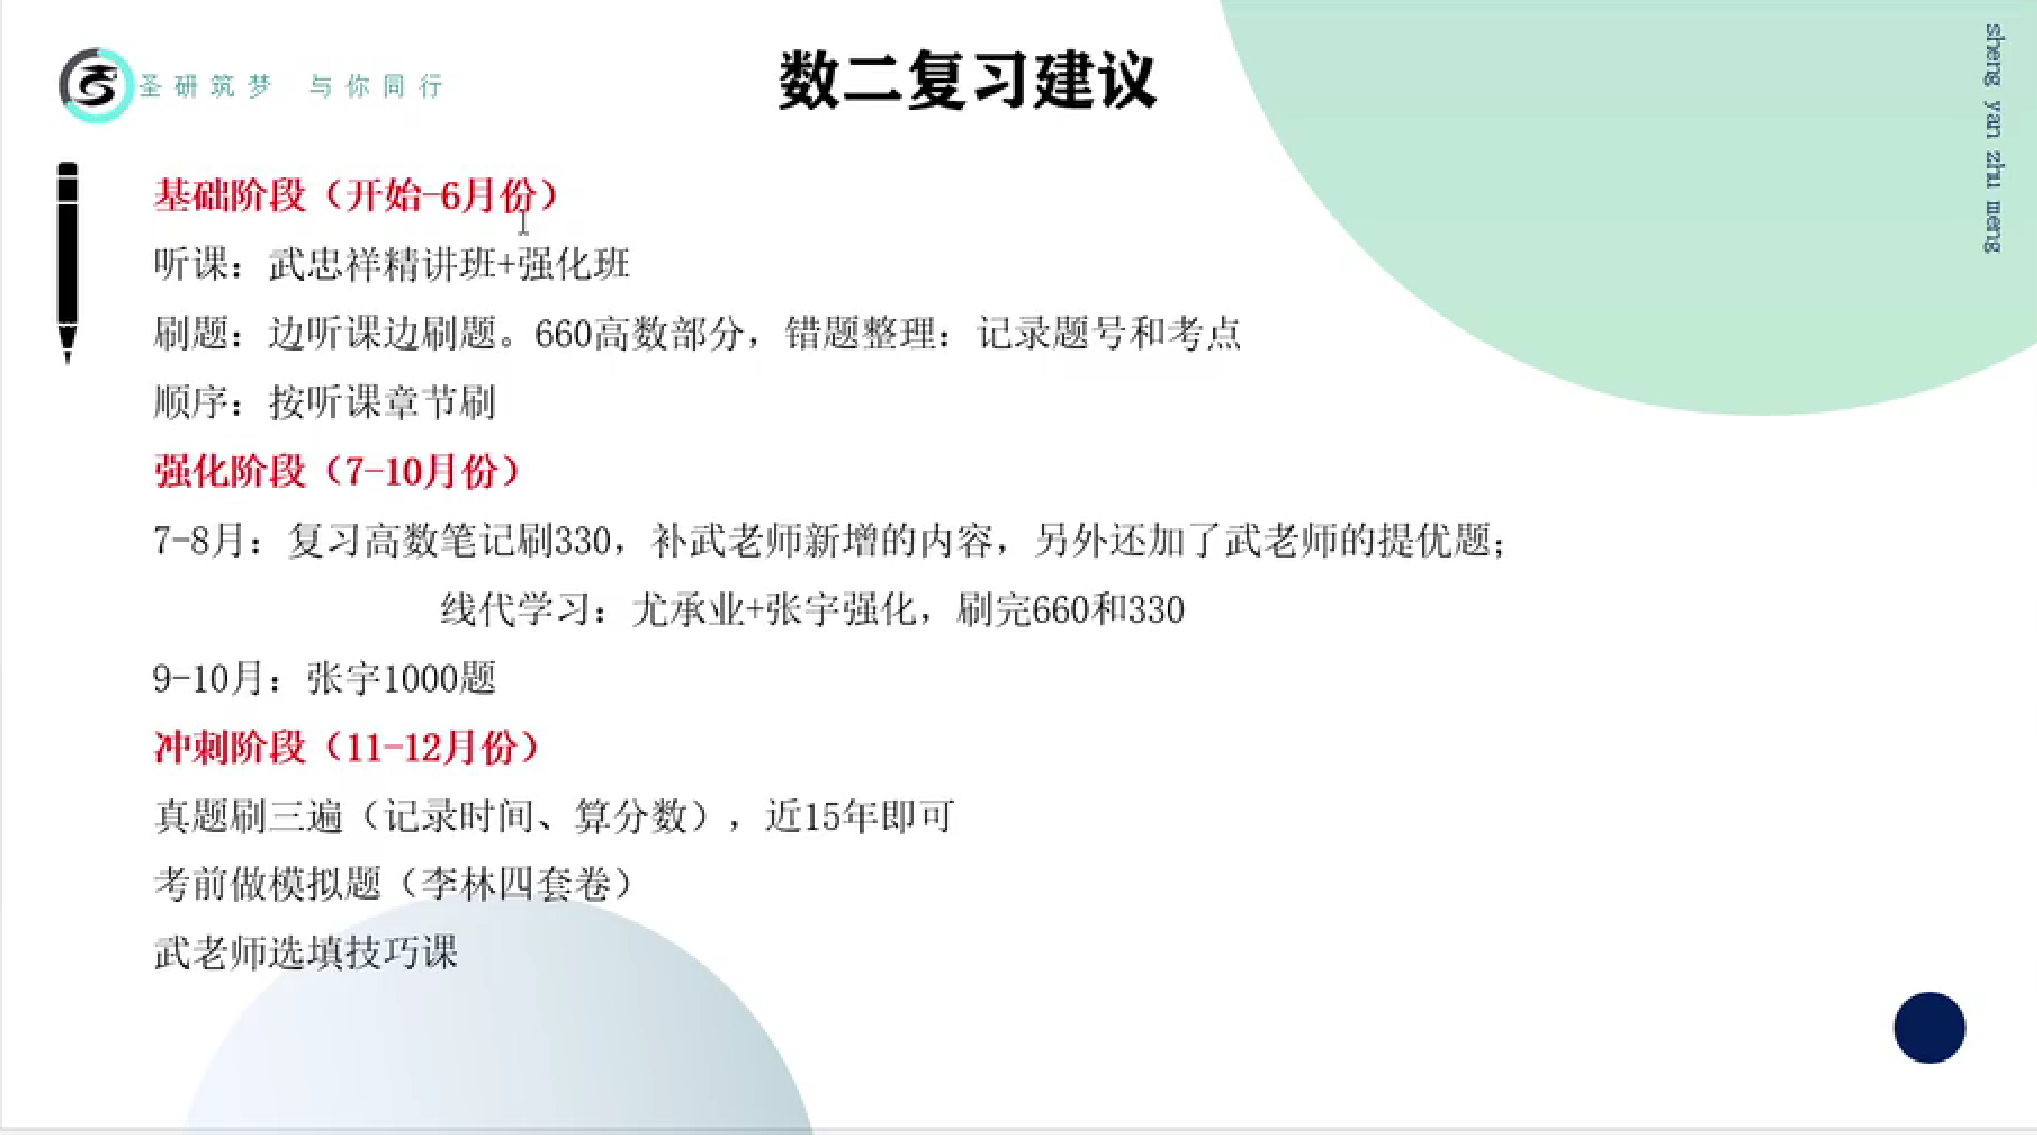 圣研筑梦 与你同行
数二复习建议
sheng yan zhu meng
基础阶段（开始-6月份）
听课：武忠祥精讲班+强化班
刷题：边听课边刷题。660高数部分，错题整理：记录题号和考点
顺序：按听课章节刷
强化阶段（7-10月份）
7-8月：复习高数笔记刷330，补武老师新增的内容，另外还加了武老师的提优题；
线代学习：尤承业+张宇强化，刷完660和330
9-10月：张宇1000题
冲刺阶段（11-12月份）
真题刷三遍（记录时间、算分数），近15年即可
考前做模拟题（李林四套卷）
武老师选填技巧课